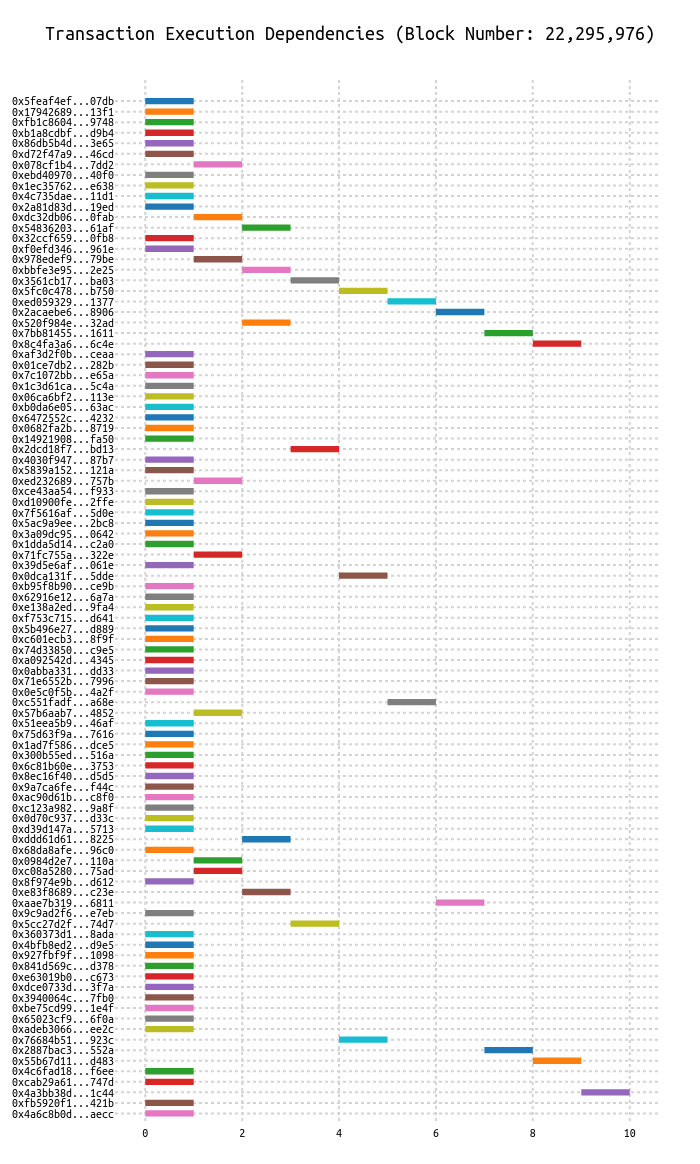 Transaction Execution Dependencies (Block Number: 22,295,976)
0x5feaf4ef...07db
0x17942689...13f1
0xfb1c8604...9748
0xb1a8cdbf...d9b4
0x86db5b4d...3e65
0xd72f47a9...46cd
0x078cf1b4...7dd2
0xebd40970...40f0
0x1ec35762...e638
0x4c735dae...11d1
0x2a81d83d...19ed
0xdc32db06...0fab
0x54836203...61af
0x32ccf659...0fb8
0xf0efd346...961e
0x978edef9...79be
0xbbfe3e95...2e25
0x3561cb17...ba03
0x5fc0c478...b750
0xed059329...1377
0x2acaebe6...8906
0x520f984e...32ad
0x7bb81455...1611
0x8c4fa3a6...6c4e
0xaf3d2f0b...ceaa
0x01ce7db2...282b
0x7c1072bb...e65a
0x1c3d61ca...5c4a
0x06ca6bf2...113e
0xb0da6e05...63ac
0x6472552c...4232
0x0682fa2b...8719
0x14921908...fa50
0x2dcd18f7...bd13
0x4030f947...87b7
0x5839a152...121a
0xed232689...757b
0xce43aa54...f933
0xd10900fe...2ffe
0x7f5616af...5d0e
0x5ac9a9ee...2bc8
0x3a09dc95...0642
0x1dda5d14...c2a0
0x71fc755a...322e
0x39d5e6af...061e
0x0dca131f...5dde
0xb95f8b90...ce9b
0x62916e12...6a7a
0xe138a2ed...9fa4
0xf753c715...d641
0x5b496e27...d889
0xc601ecb3...8f9f
0x74d33850...c9e5
0xa092542d...4345
0x0abba331...dd33
0x71e6552b...7996
0x0e5c0f5b...4a2f
0xc551fadf...a68e
0x57b6aab7...4852
0x51eea5b9...46af
0x75d63f9a...7616
0x1ad7f586...dce5
0x300b55ed...516a
0x6c81b60e...3753
0x8ec16f40...d5d5
0x9a7ca6fe...f44c
0xac90d61b...c8f0
0xc123a982...9a8f
0x0d70c937...d33c
0xd39d147a...5713
0xddd61d61...8225
0x68da8afe...96c0
0x0984d2e7...110a
0xc08a5280...75ad
0x8f974e9b...d612
0xe83f8689...c23e
0xaae7b319...6811
0x9c9ad2f6...e7eb
0x5cc27d2f...74d7
0x360373d1...8ada
0x4bfb8ed2...d9e5
0x927fbf9f...1098
0x841d569c...d378
0xe63019b0...c673
0xdce0733d...3f7a
0x3940064c...7fb0
0xbe75cd99...1e4f
0x65023cf9...6f0a
0xadeb3066...ee2c
0x76684b51...923c
0x2887bac3...552a
0x55b67d11...d483
0x4c6fad18...f6ee
0xcab29a61...747d
0x4a3bb38d...1c44
0xfb5920f1...421b
0x4a6c8b0d...aecc
0 2 4 6 8 10